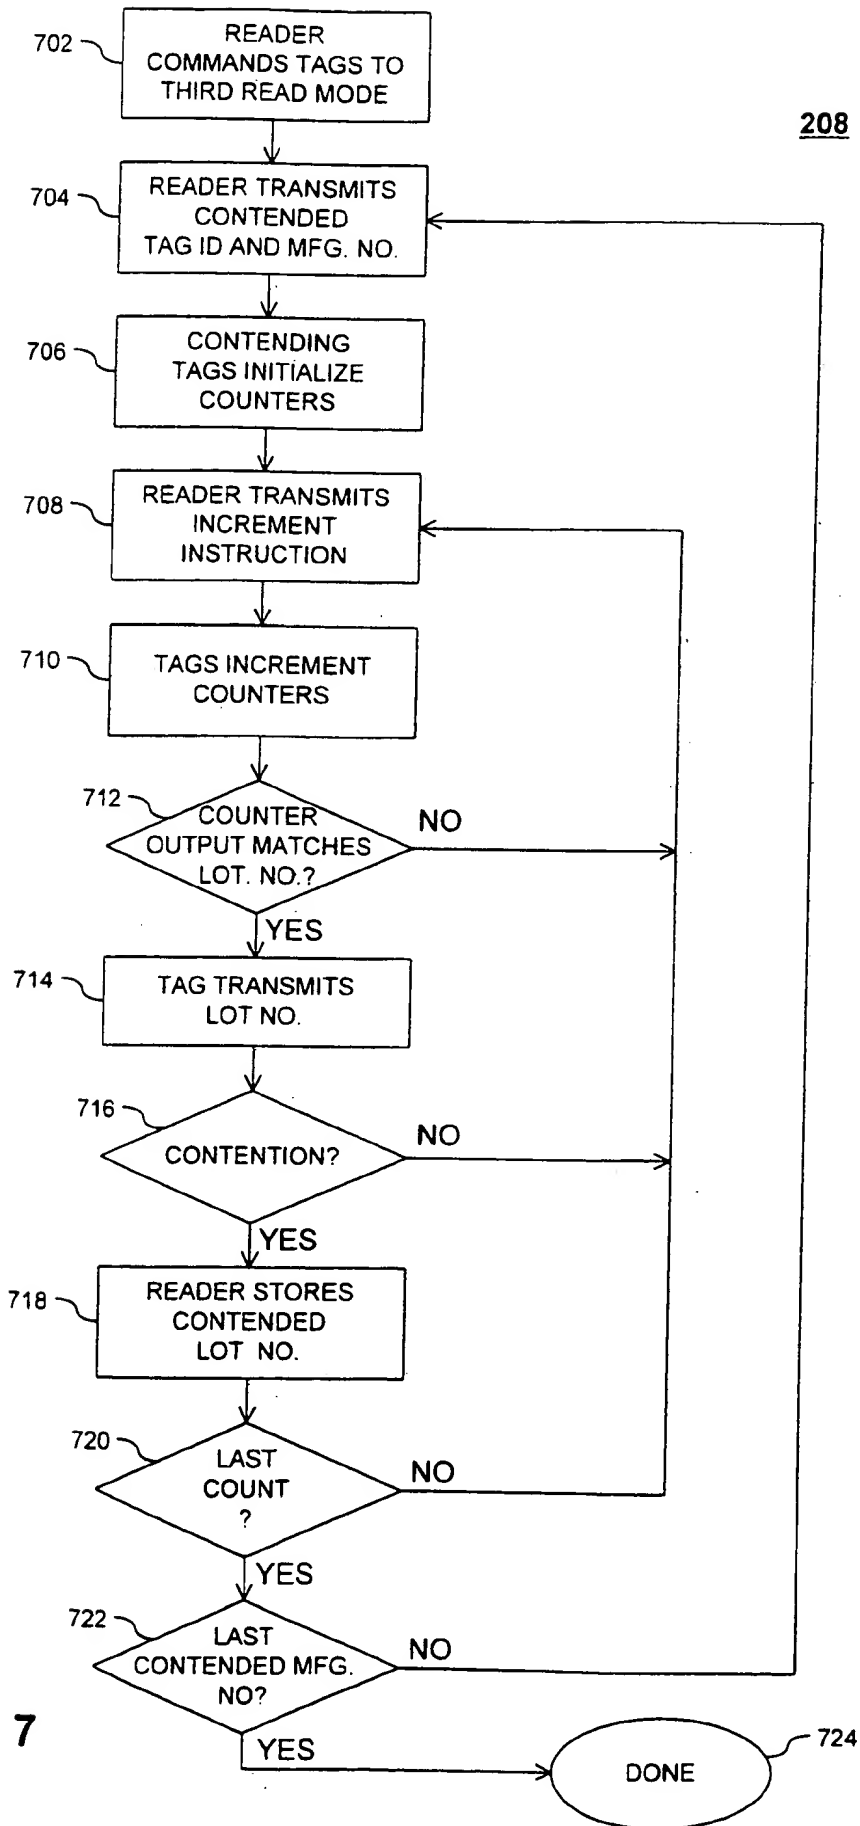 702
READER
COMMANDS TAGS TO
THIRD READ MODE
208
704
READER TRANSMITS
CONTENDED
TAG ID AND MFG. NO.
706
CONTENDING
TAGS INITIALIZE
COUNTERS
708
READER TRANSMITS
INCREMENT
INSTRUCTION
710
TAGS INCREMENT
COUNTERS
712
COUNTER
OUTPUT MATCHES
LOT. NO.?
NO
YES
714
TAG TRANSMITS
LOT NO.
716
CONTENTION?
NO
YES
718
READER STORES
CONTENDED
LOT NO.
720
LAST
COUNT
?
NO
YES
722
LAST
CONTENDED MFG.
NO?
NO
YES
7
DONE
724